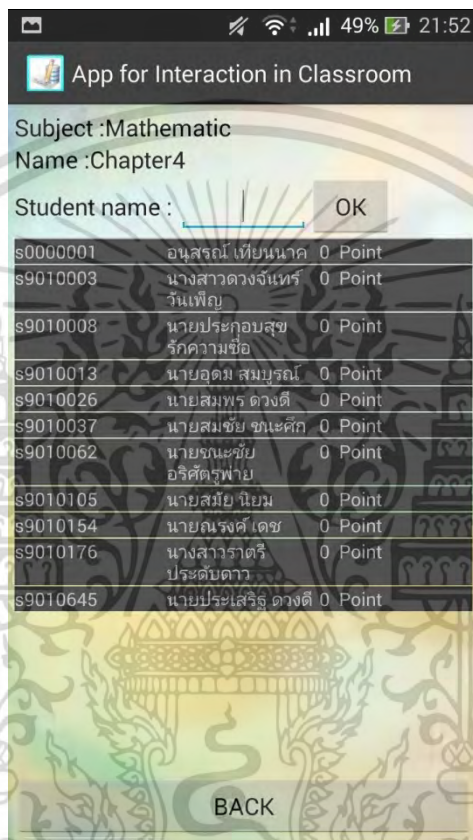 49% 21:52
App for Interaction in Classroom
Subject :Mathematic
Name :Chapter4
Student name : OK
s0000001 อนุสรณ์ เทียนนาค 0 Point
s9010003 นางสาวดวงจันทร์ 0 Point
วันเพ็ญ
s9010008 นายประกอบสุข 0 Point
รักความซื่อ
s9010013 นายอุดม สมบูรณ์ 0 Point
s9010026 นายสมพร ดวงดี 0 Point
s9010037 นายสมชัย ชนะศึก 0 Point
s9010062 นายชนะชัย 0 Point
อริศัตรูพ่าย
s9010105 นายสมัย นิยม 0 Point
s9010154 นายณรงค์ เดช 0 Point
s9010176 นางสาวราตรี 0 Point
ประดับดาว
s9010645 นายประเสริฐ ดวงดี 0 Point
BACK